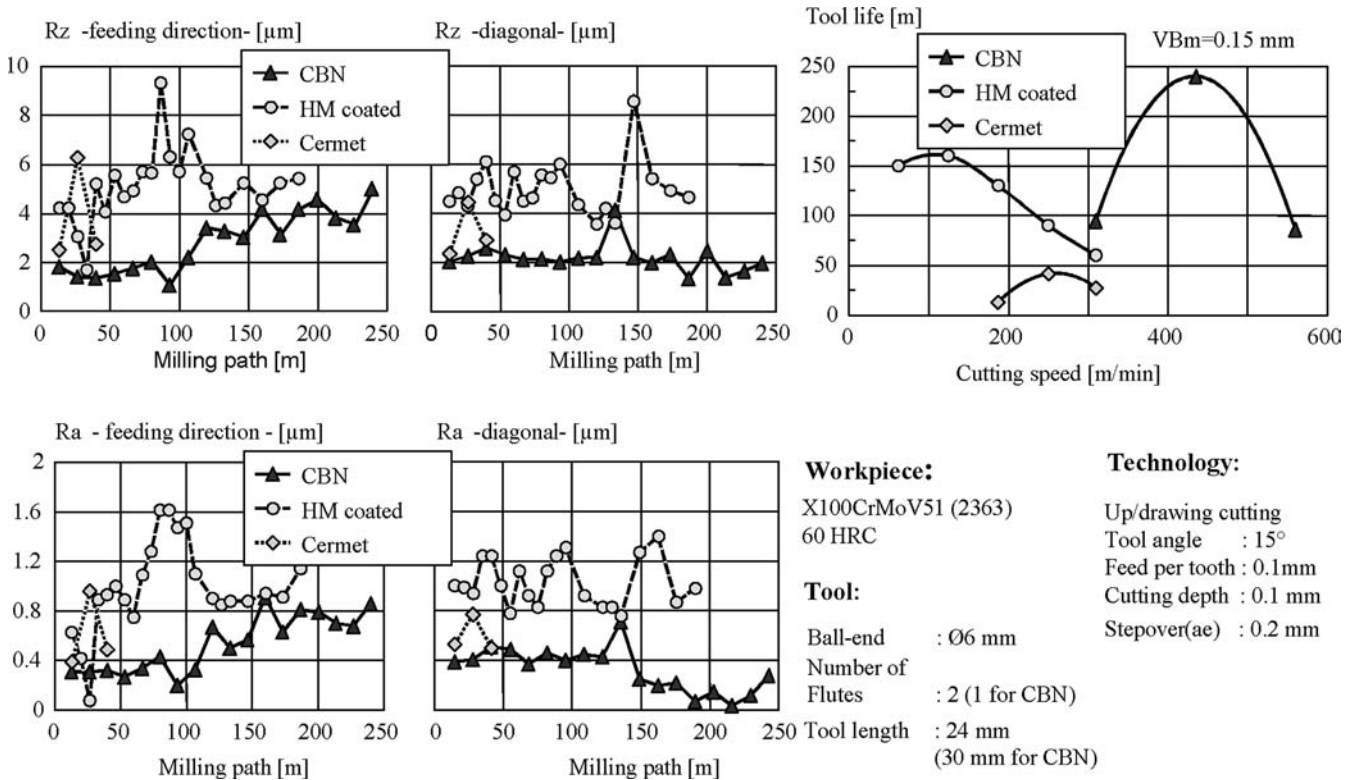 Rz -feeding direction- [µm]
10
8
6
4
2
0
CBN
HM coated
Cermet
0 50 100 150 200 250
Milling path [m]
Rz -diagonal- [µm]
0 50 100 150 200 250
Milling path [m]
Tool life [m]
VBm=0.15 mm
CBN
HM coated
Cermet
250
200
150
100
50
0
0 200 400 600
Cutting speed [m/min]
Ra - feeding direction - [µm]
2
1.6
1.2
0.8
0.4
0
CBN
HM coated
Cermet
0 50 100 150 200 250
Milling path [m]
Ra -diagonal- [µm]
0 50 100 150 200 250
Milling path [m]
Workpiece:
X100CrMoV51 (2363)
60 HRC
Tool:
Ball-end : Ø6 mm
Number of
Flutes : 2 (1 for CBN)
Tool length : 24 mm
(30 mm for CBN)
Technology:
Up/drawing cutting
Tool angle : 15°
Feed per tooth : 0.1mm
Cutting depth : 0.1 mm
Stepover(ae) : 0.2 mm